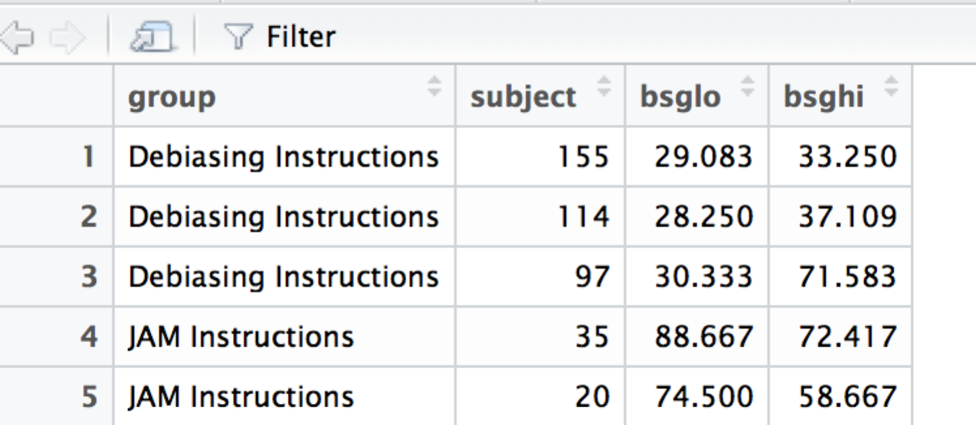 Filter
group subject bsglo bsghi
1 Debiasing Instructions 155 29.083 33.250
2 Debiasing Instructions 114 28.250 37.109
3 Debiasing Instructions 97 30.333 71.583
4 JAM Instructions 35 88.667 72.417
5 JAM Instructions 20 74.500 58.667